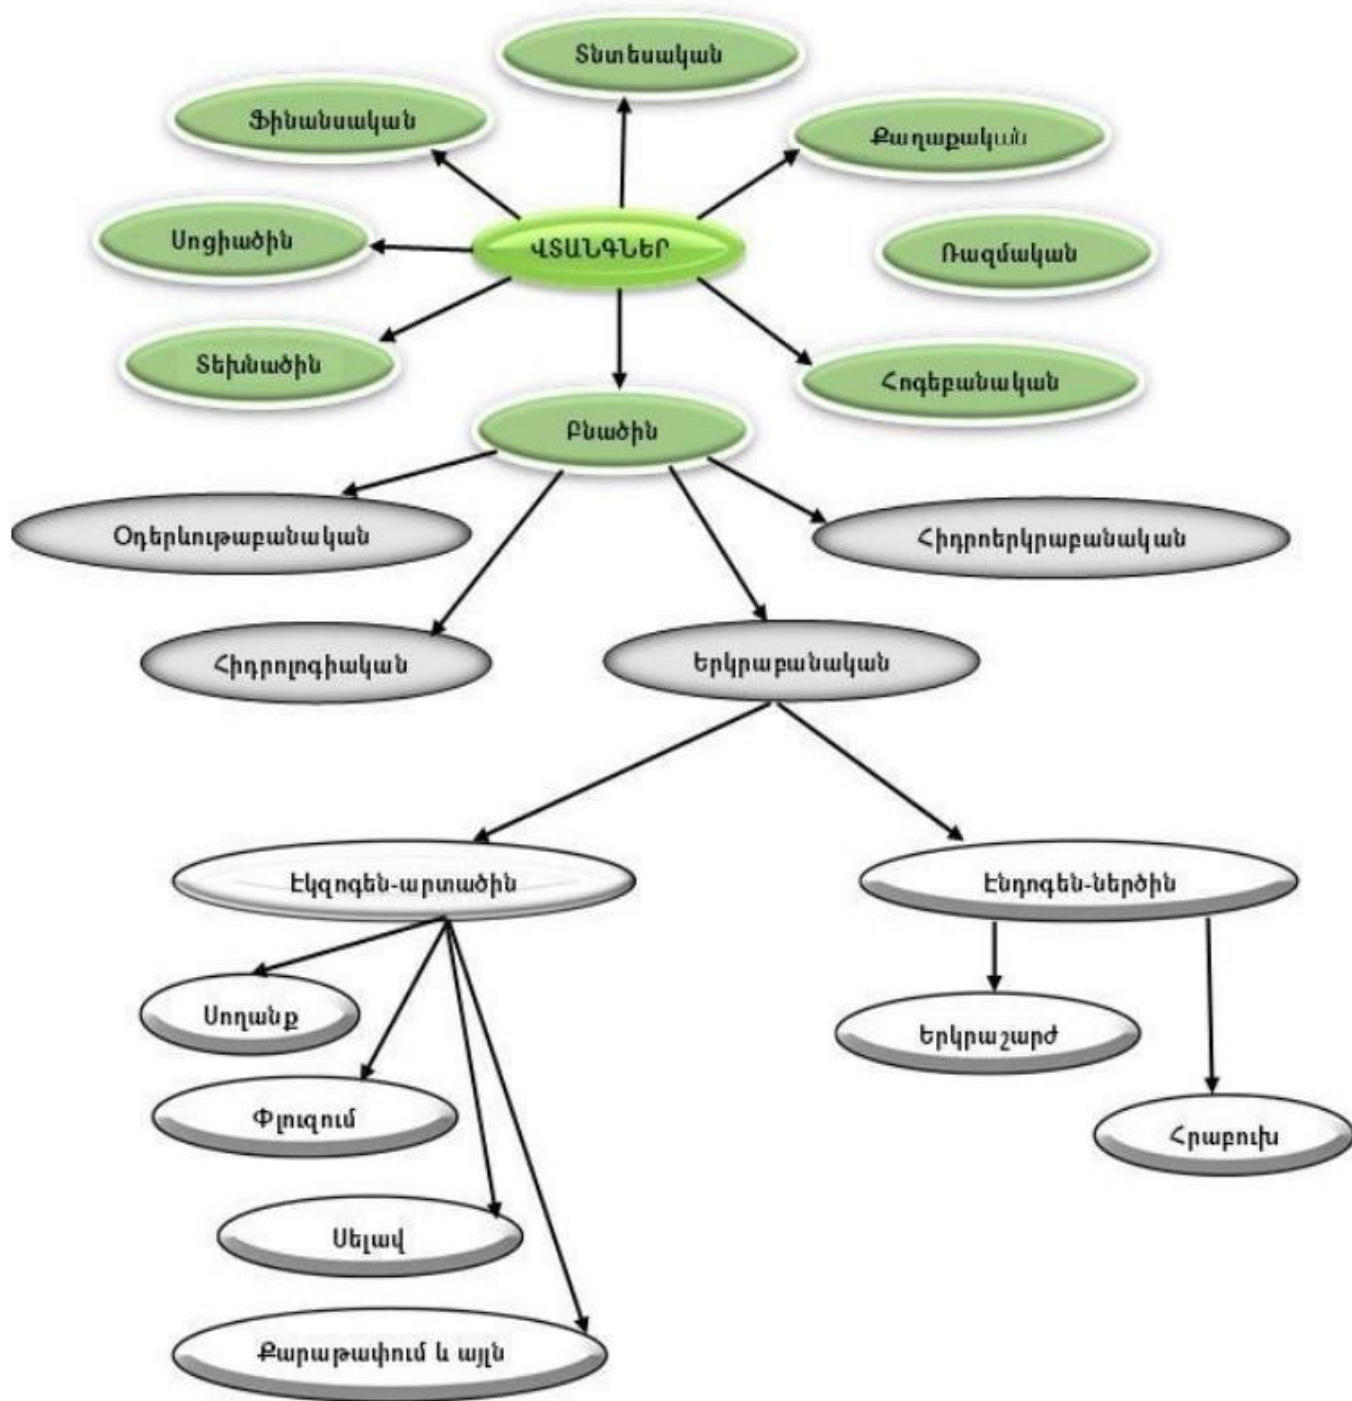 Տնտեսական
Ֆինանսական
Քաղաքական
Սոցիածին
ՎՏԱՆԳՆԵՐ
Ռազմական
Տեխնածին
Հոգեբանական
Բնածին
Օդերևութաբանական
Հիդրոերկրաբանական
Հիդրոլոգիական
Երկրաբանական
Էկզոգեն-արտածին
Էնդոգեն-ներծին
Սողանք
Երկրաշարժ
Փլուզում
Հրաբուխ
Սելավ
Քարաթափում և այլն